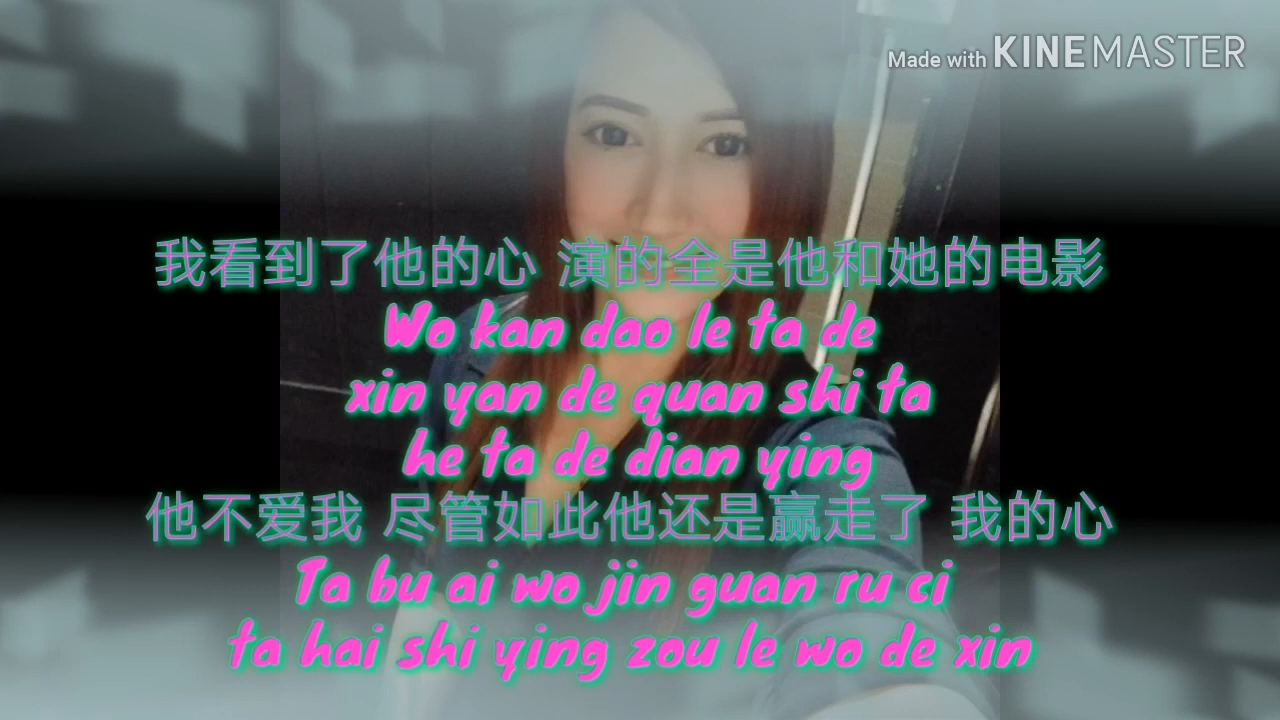 Made with KINEMASTER
我看到了他的心 演的全是他和她的电影
Wo kan dao le ta de
xin yan de quan shi ta
he ta de dian ying
他不爱我 尽管如此他还是赢走了 我的心
Ta bu ai wo jin guan ru ci
ta hai shi ying zou le wo de xin